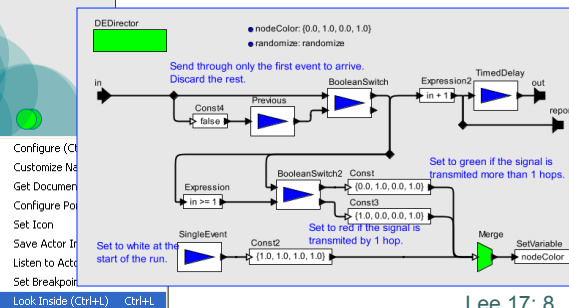 DEDirector
nodeColor: {0.0, 1.0, 0.0, 1.0}
randomize: randomize
Send through only the first event to arrive.
Discard the rest.
in
BooleanSwitch
Expression2
TimedDelay
out
in + 1
Const4
false
Previous
Configure (Ct
Customize Na
Get Documen
Configure Por
Set Icon
Save Actor In
Listen to Acto
Set Breakpoin
Look Inside (Ctrl+L) Ctrl+L
BooleanSwitch2
Const
{0.0, 1.0, 0.0, 1.0}
Set to green if the signal is
transmited more than 1 hops.
Expression
in >= 1
Const3
{1.0, 0.0, 0.0, 1.0}
Set to red if the signal is
transmited by 1 hop.
Set to white at the
start of the run.
SingleEvent
Const2
{1.0, 1.0, 1.0, 1.0}
Merge
SetVariable
nodeColor
Lee 17: 8